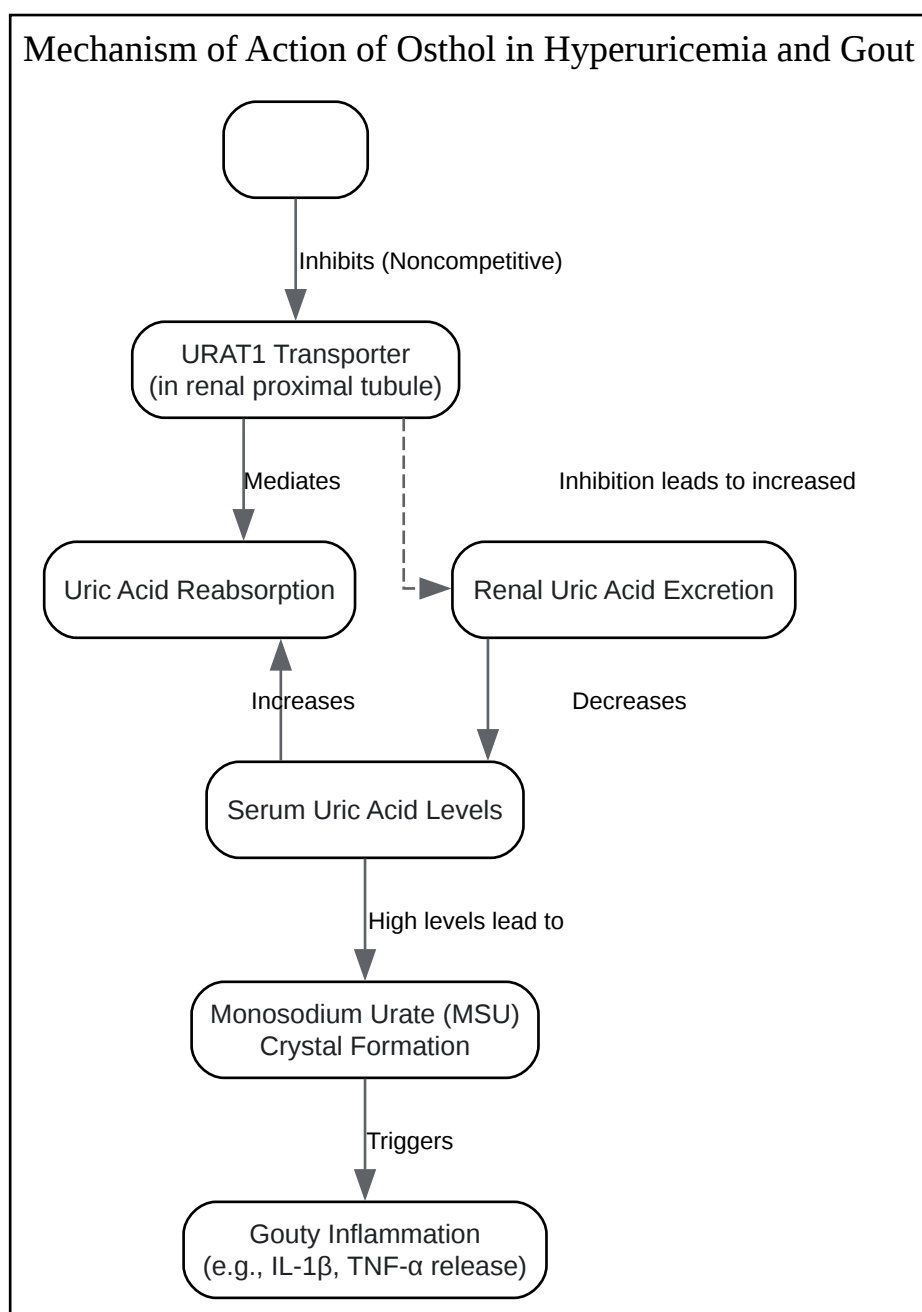 Mechanism of Action of Osthol in Hyperuricemia and Gout
Inhibits (Noncompetitive)
URAT1 Transporter
(in renal proximal tubule)
Mediates
Inhibition leads to increased
Uric Acid Reabsorption
Renal Uric Acid Excretion
Increases
Decreases
Serum Uric Acid Levels
High levels lead to
Monosodium Urate (MSU)
Crystal Formation
Triggers
Gouty Inflammation
(e.g., IL-1β, TNF-α release)